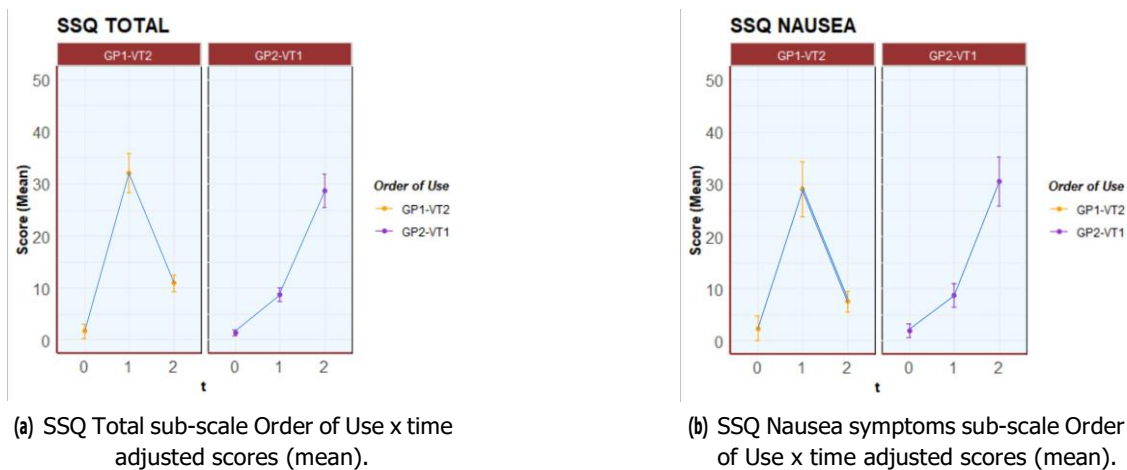 SSQ TOTAL
GP1-VT2
GP2-VT1
50
40
30
20
10
0
Score (Mean)
0 1 2 0 1 2
t
Order of Use
GP1-VT2
GP2-VT1
(a) SSQ Total sub-scale Order of Use x time
adjusted scores (mean).
SSQ NAUSEA
GP1-VT2
GP2-VT1
50
40
30
20
10
0
Score (Mean)
0 1 2 0 1 2
t
Order of Use
GP1-VT2
GP2-VT1
(b) SSQ Nausea symptoms sub-scale Order
of Use x time adjusted scores (mean).